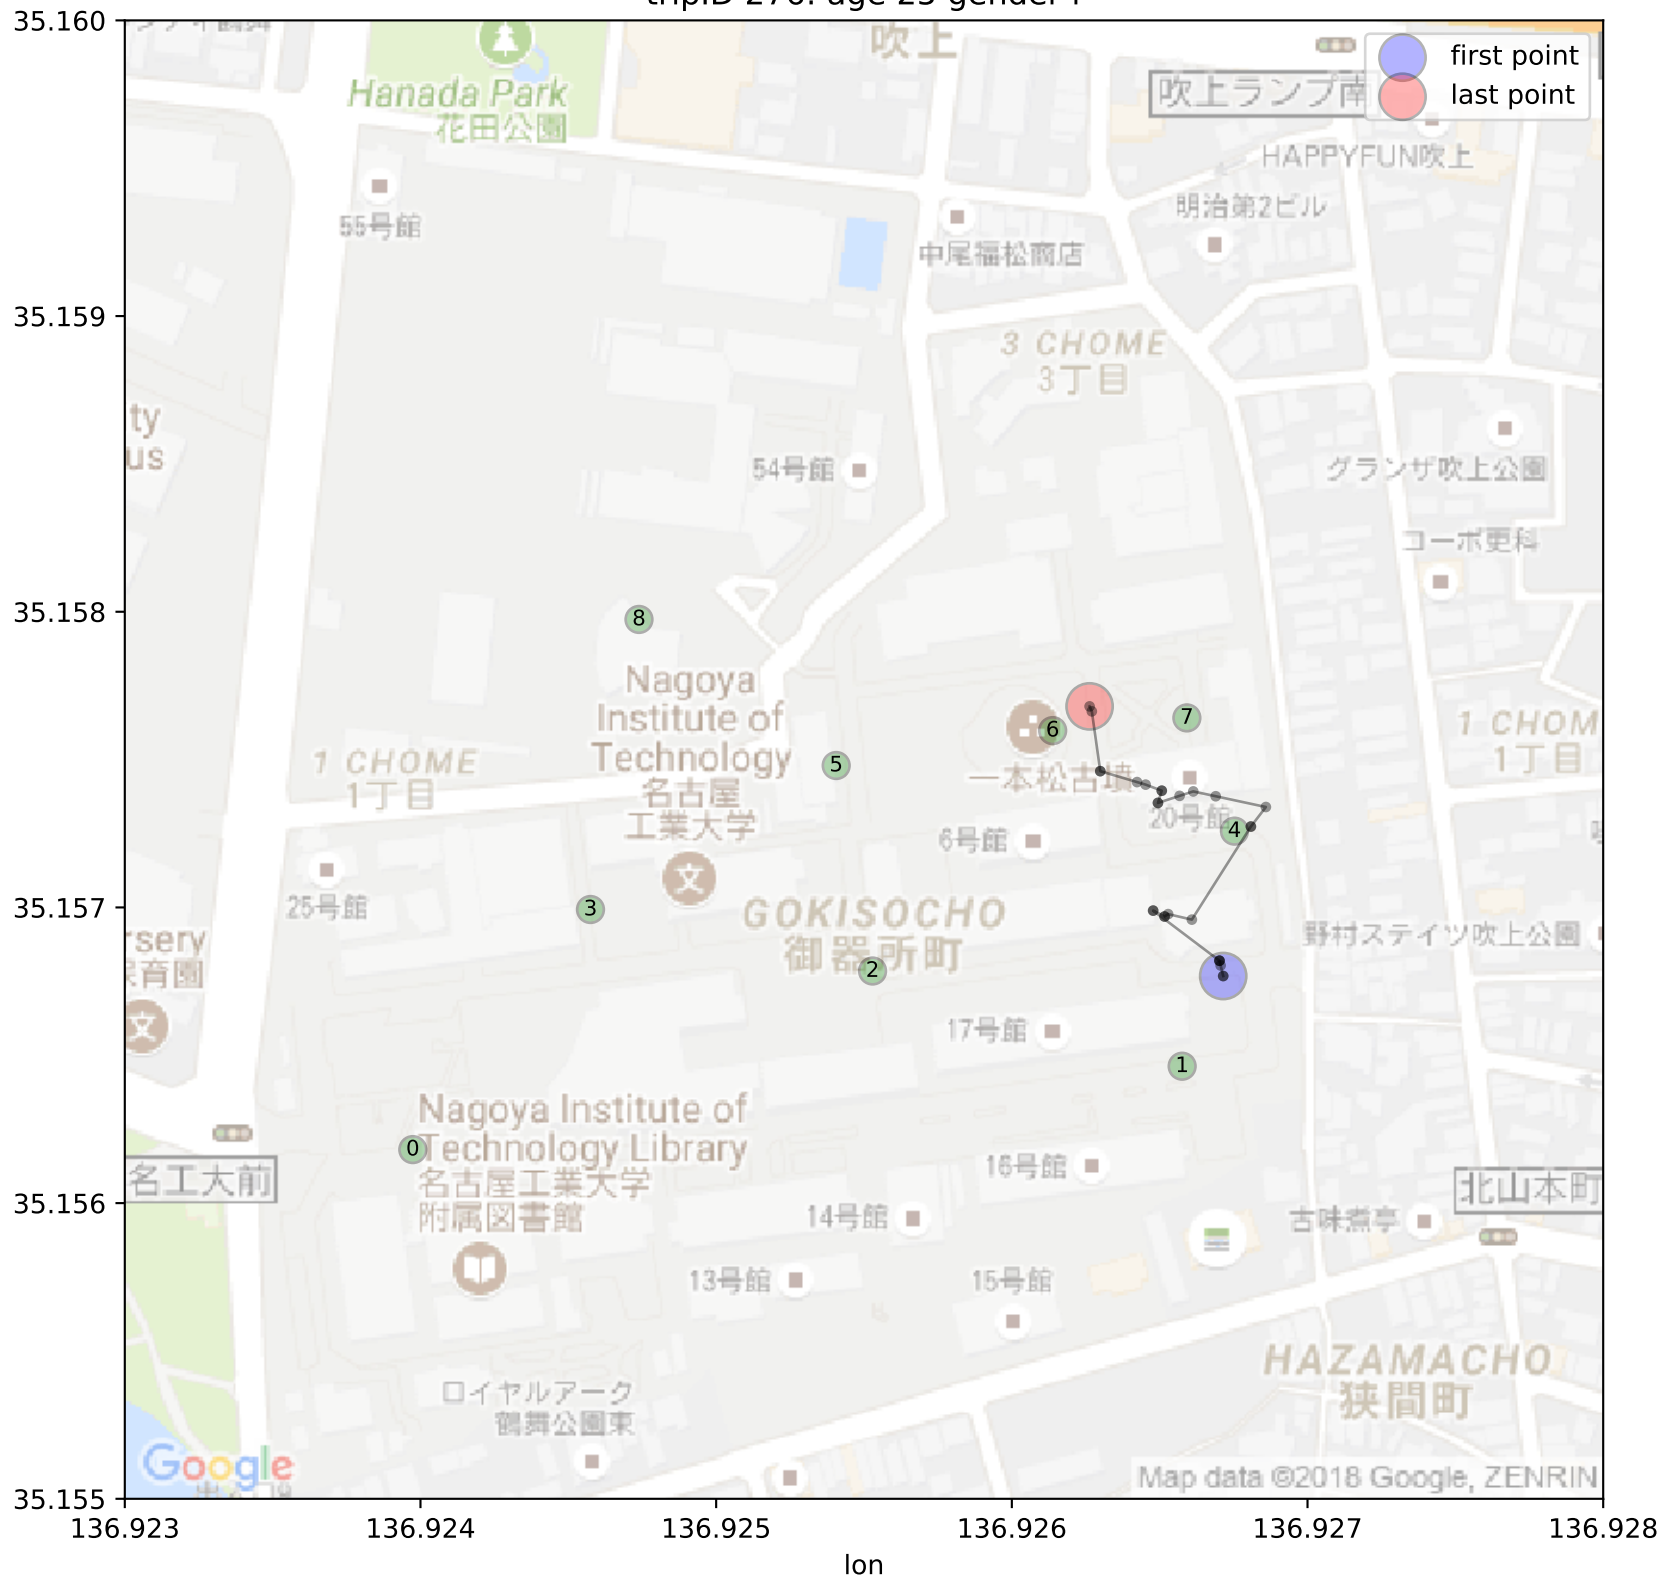 35.160
35.159
35.158
35.157
35.156
35.155
136.923
136.924
136.925
136.926
136.927
136.928
lon
first point
last point
吹上
Hanada Park
花田公園
吹上ランプ南
HAPPYFUN吹上
明治第2ビル
55号館
中尾福松商店
3 CHOME
3丁目
ty
us
54号館
グランザ吹上公園
コーポ更科
8
Nagoya
Institute of
Technology
名古屋
工業大学
6
7
5
1 CHOME
1丁目
1 CHOM
1丁目
一本松古墳
20号館
4
6号館
25号館
3
GOKISOCHO
御器所町
野村ステイツ吹上公園
rsery
保育園
2
17号館
1
Nagoya Institute of
Technology Library
名古屋工業大学
附属図書館
0
名工大前
16号館
北山本町
古味煮亭
14号館
13号館
15号館
HAZAMACHO
狭間町
ロイヤルアーク
鶴舞公園東
Google
Map data ©2018 Google, ZENRIN